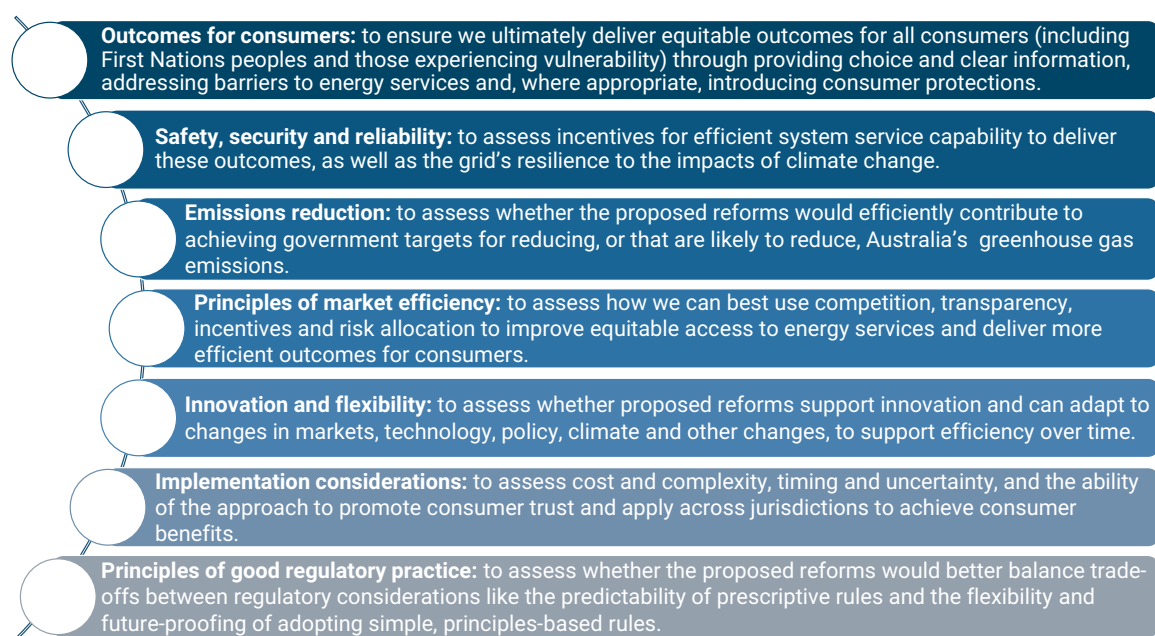 Outcomes for consumers: to ensure we ultimately deliver equitable outcomes for all consumers (including
First Nations peoples and those experiencing vulnerability) through providing choice and clear information,
addressing barriers to energy services and, where appropriate, introducing consumer protections.
Safety, security and reliability: to assess incentives for efficient system service capability to deliver
these outcomes, as well as the grid's resilience to the impacts of climate change.
Emissions reduction: to assess whether the proposed reforms would efficiently contribute to
achieving government targets for reducing, or that are likely to reduce, Australia's greenhouse gas
emissions.
Principles of market efficiency: to assess how we can best use competition, transparency,
incentives and risk allocation to improve equitable access to energy services and deliver more
efficient outcomes for consumers.
Innovation and flexibility: to assess whether proposed reforms support innovation and can adapt to
changes in markets, technology, policy, climate and other changes, to support efficiency over time.
Implementation considerations: to assess cost and complexity, timing and uncertainty, and the ability
of the approach to promote consumer trust and apply across jurisdictions to achieve consumer
benefits.
Principles of good regulatory practice: to assess whether the proposed reforms would better balance trade-
offs between regulatory considerations like the predictability of prescriptive rules and the flexibility and
future-proofing of adopting simple, principles-based rules.